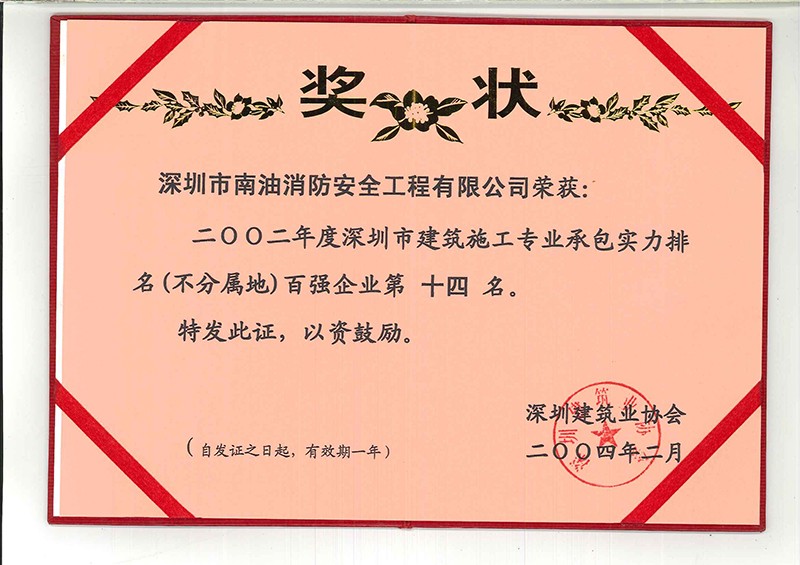 奖状
深圳市南油消防安全工程有限公司荣获：
二〇〇二年度深圳市建筑施工专业承包实力排
名(不分属地)百强企业第 十四 名。
特发此证，以资鼓励。
深圳建筑业协会
二〇〇四年二月
（自发证之日起，有效期一年）